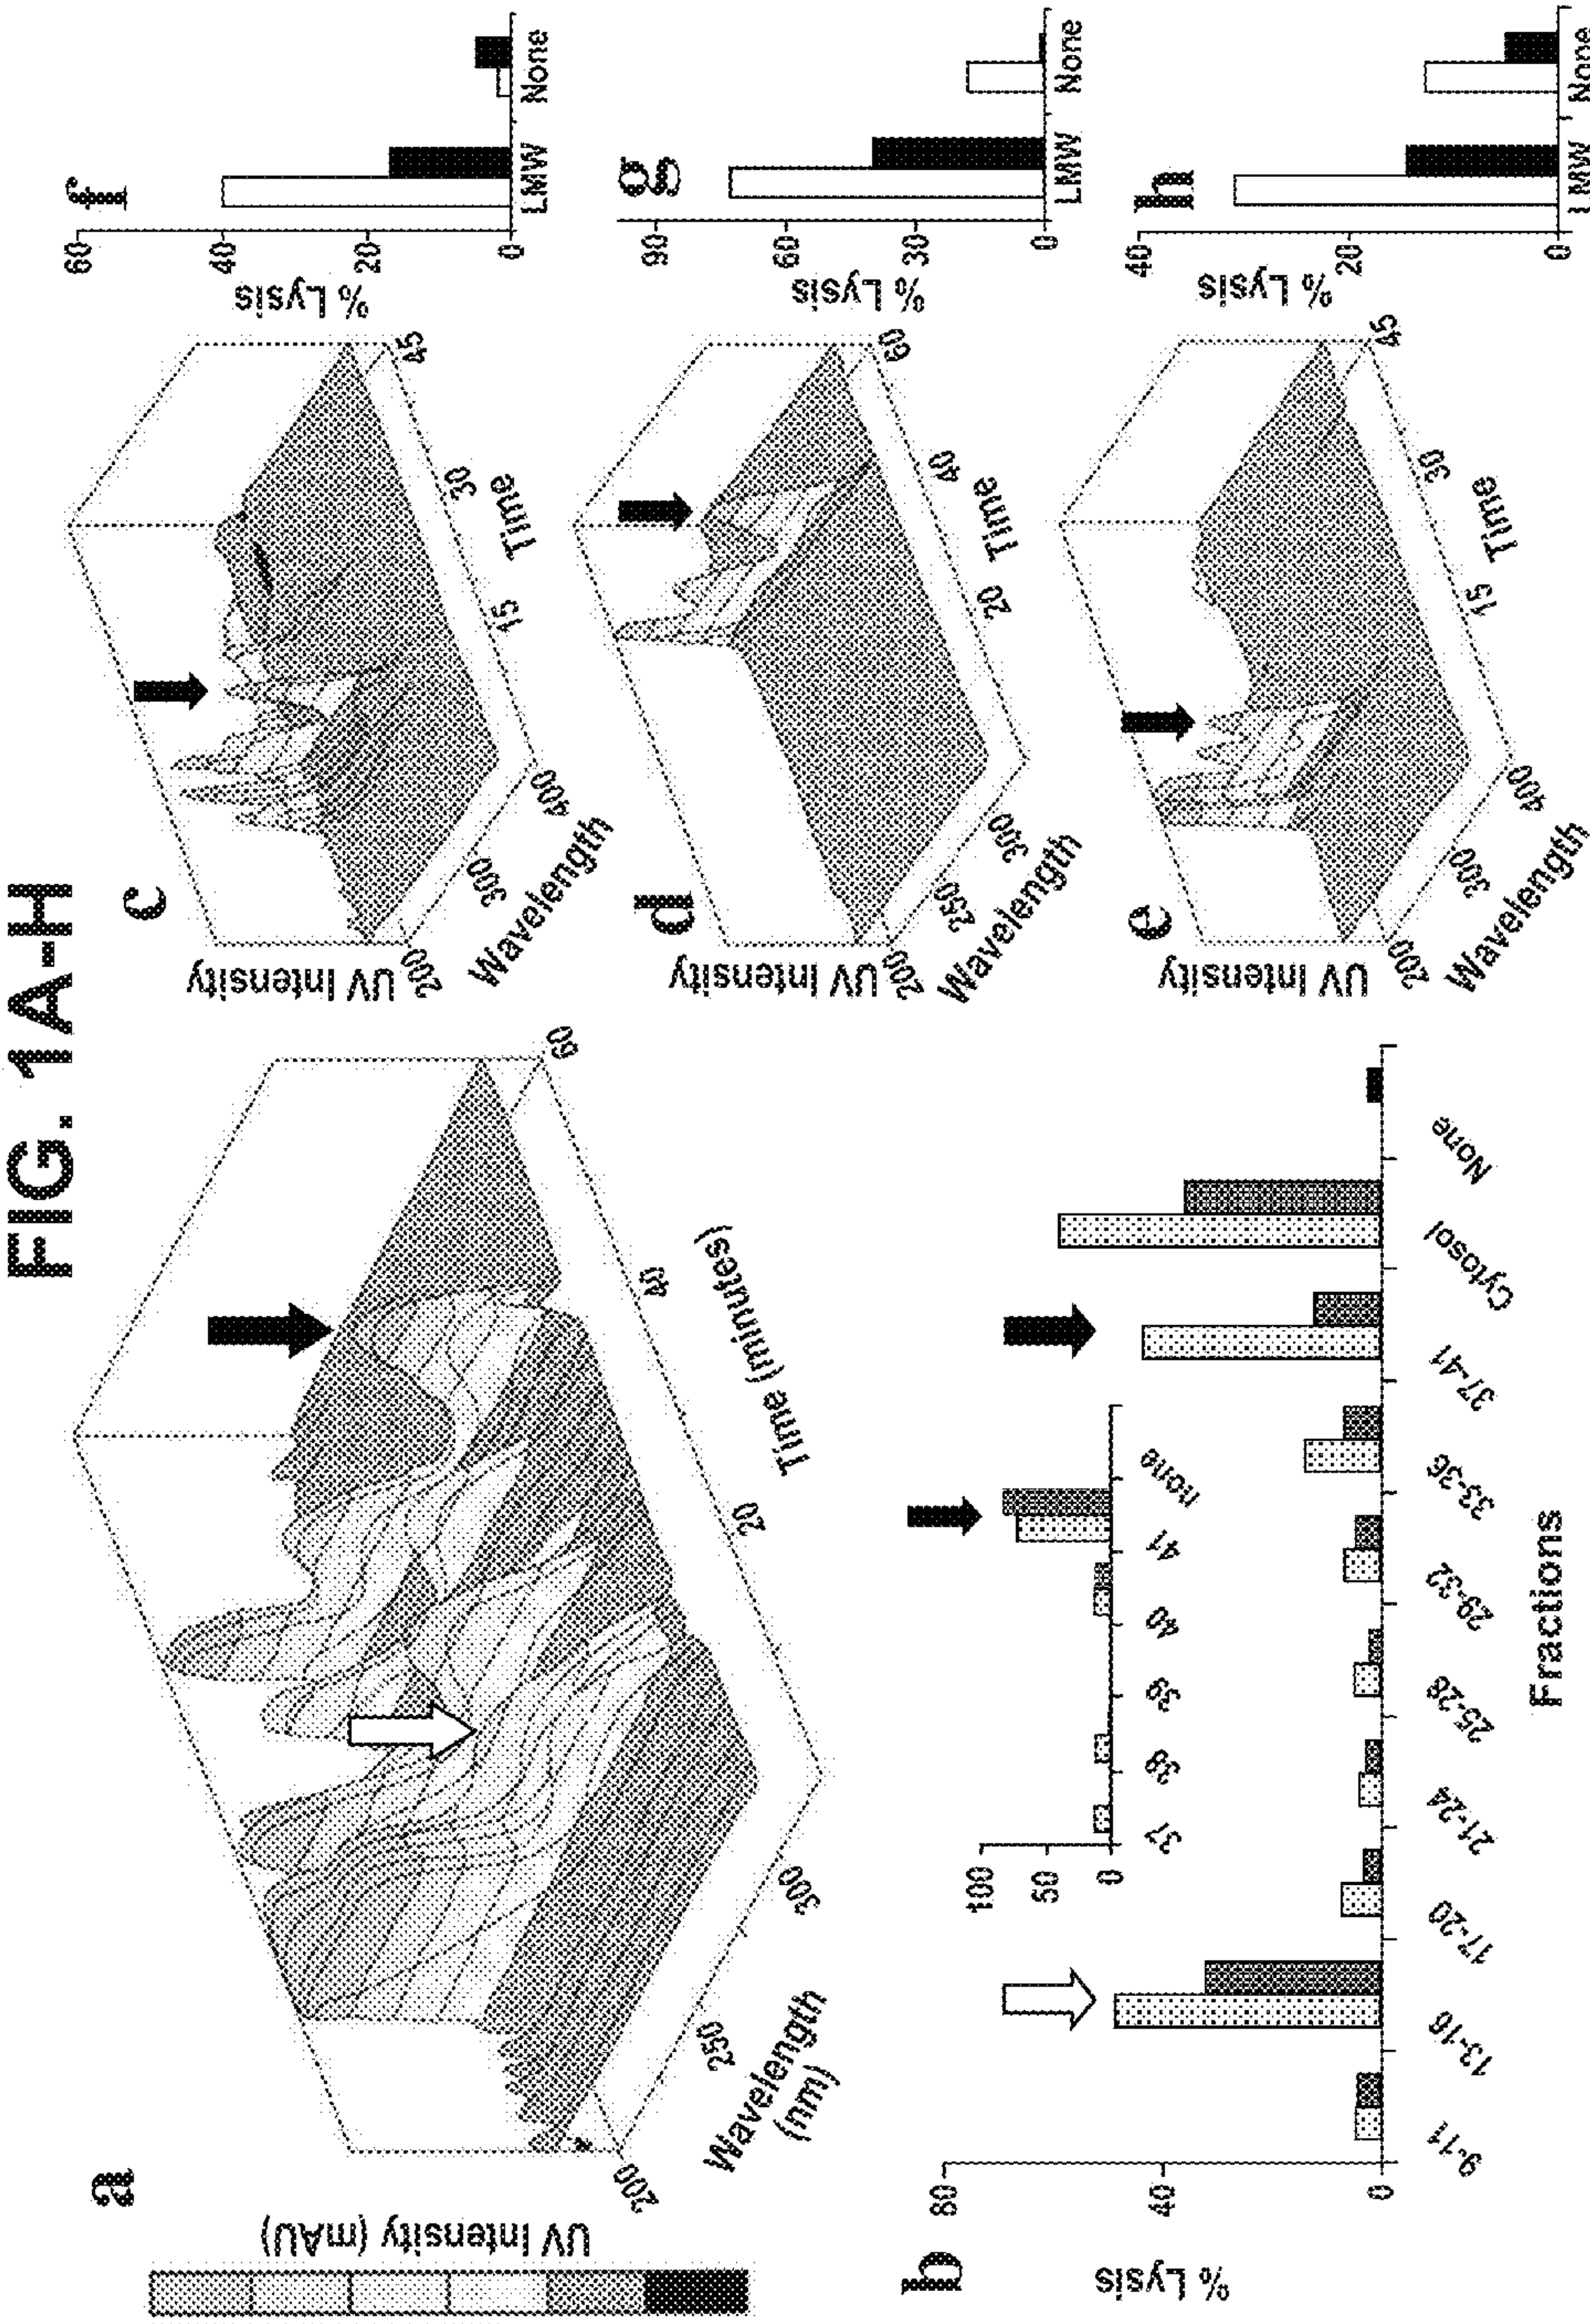 FIG. 1A-H
a
UV Intensity (mAU)
200
250
300
Wavelength
(nm)
20
40
60
Time (minutes)
b
% Lysis
80
40
0
9-11
13-16
17-20
21-24
25-28
29-32
33-36
37-41
Cytosol
None
Fractions
100
50
0
37
38
39
40
41
none
c
UV Intensity
200
300
400
Wavelength
15
30
45
Time
d
UV Intensity
200
250
300
Wavelength
20
40
60
Time
e
UV Intensity
200
300
400
Wavelength
15
30
45
Time
f
% Lysis
60
40
20
0
LMW
None
g
% Lysis
90
60
30
0
LMW
None
h
% Lysis
40
20
0
LMW
None